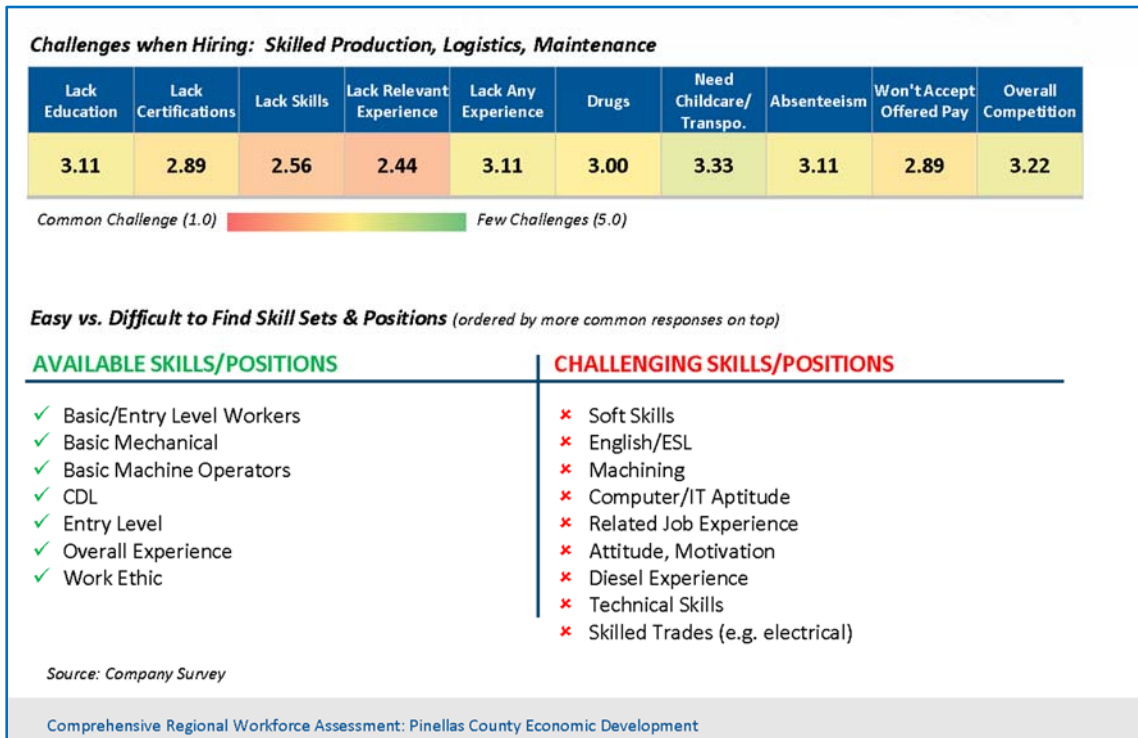 Challenges when Hiring: Skilled Production, Logistics, Maintenance
Lack Education
Lack Certifications
Lack Skills
Lack Relevant Experience
Lack Any Experience
Drugs
Need Childcare/ Transpo.
Absenteeism
Won't Accept Offered Pay
Overall Competition
3.11 2.89 2.56 2.44 3.11 3.00 3.33 3.11 2.89 3.22
Common Challenge (1.0) Few Challenges (5.0)
Easy vs. Difficult to Find Skill Sets & Positions (ordered by more common responses on top)
AVAILABLE SKILLS/POSITIONS
✓ Basic/Entry Level Workers
✓ Basic Mechanical
✓ Basic Machine Operators
✓ CDL
✓ Entry Level
✓ Overall Experience
✓ Work Ethic
CHALLENGING SKILLS/POSITIONS
✘ Soft Skills
✘ English/ESL
✘ Machining
✘ Computer/IT Aptitude
✘ Related Job Experience
✘ Attitude, Motivation
✘ Diesel Experience
✘ Technical Skills
✘ Skilled Trades (e.g. electrical)
Source: Company Survey
Comprehensive Regional Workforce Assessment: Pinellas County Economic Development